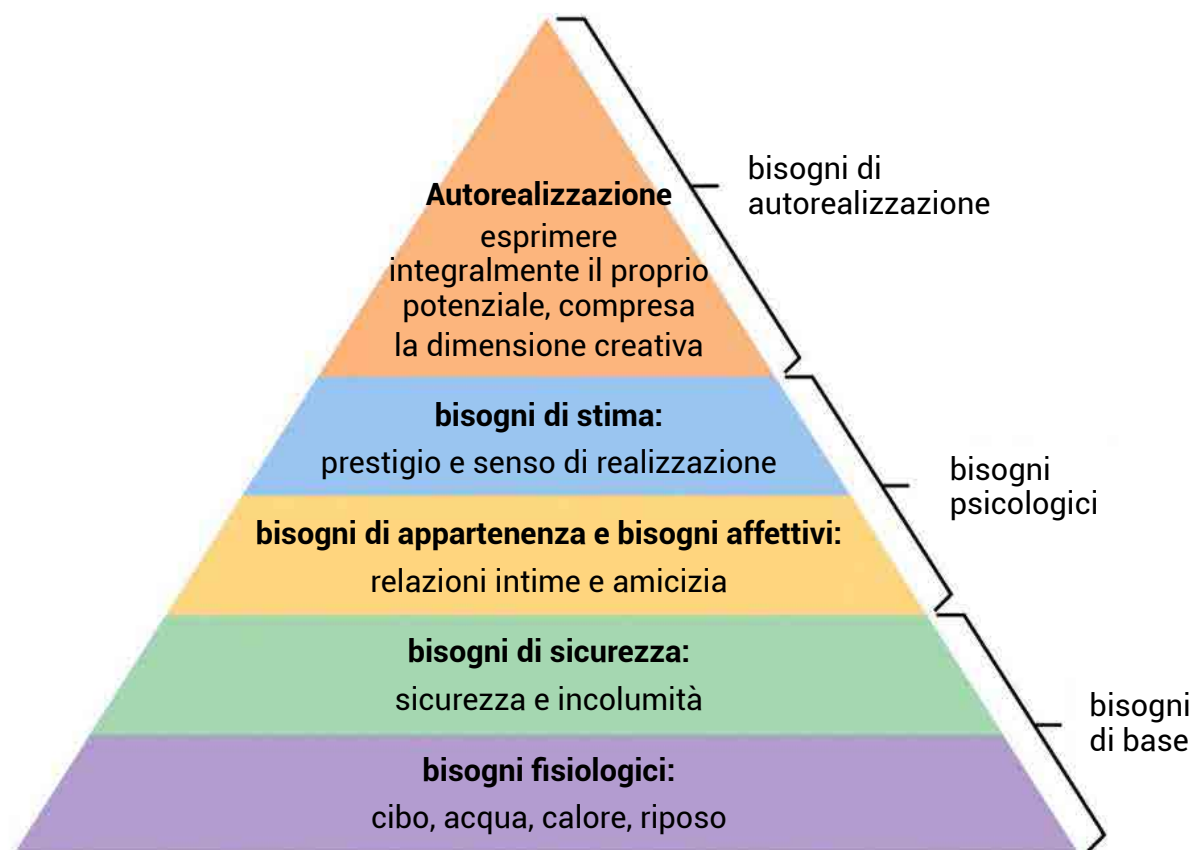 Autorealizzazione
esprimere
integralmente il proprio
potenziale, compresa
la dimensione creativa
bisogni di
autorealizzazione
bisogni di stima:
prestigio e senso di realizzazione
bisogni
psicologici
bisogni di appartenenza e bisogni affettivi:
relazioni intime e amicizia
bisogni di sicurezza:
sicurezza e incolumità
bisogni
di base
bisogni fisiologici:
cibo, acqua, calore, riposo